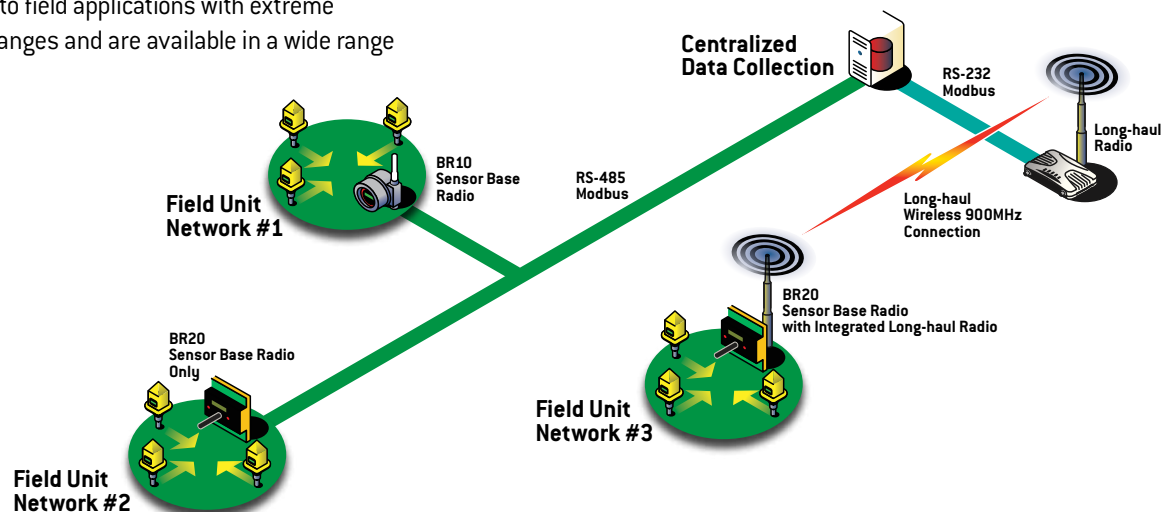 to field applications with extreme
anges and are available in a wide range
Centralized
Data Collection
RS-232
Modbus
Long-haul
Radio
BR10
Sensor Base
Radio
RS-485
Modbus
Field Unit
Network #1
Long-haul
Wireless 900MHz
Connection
BR20
Sensor Base Radio
with Integrated Long-haul Radio
BR20
Sensor Base Radio
Only
Field Unit
Network #3
Field Unit
Network #2